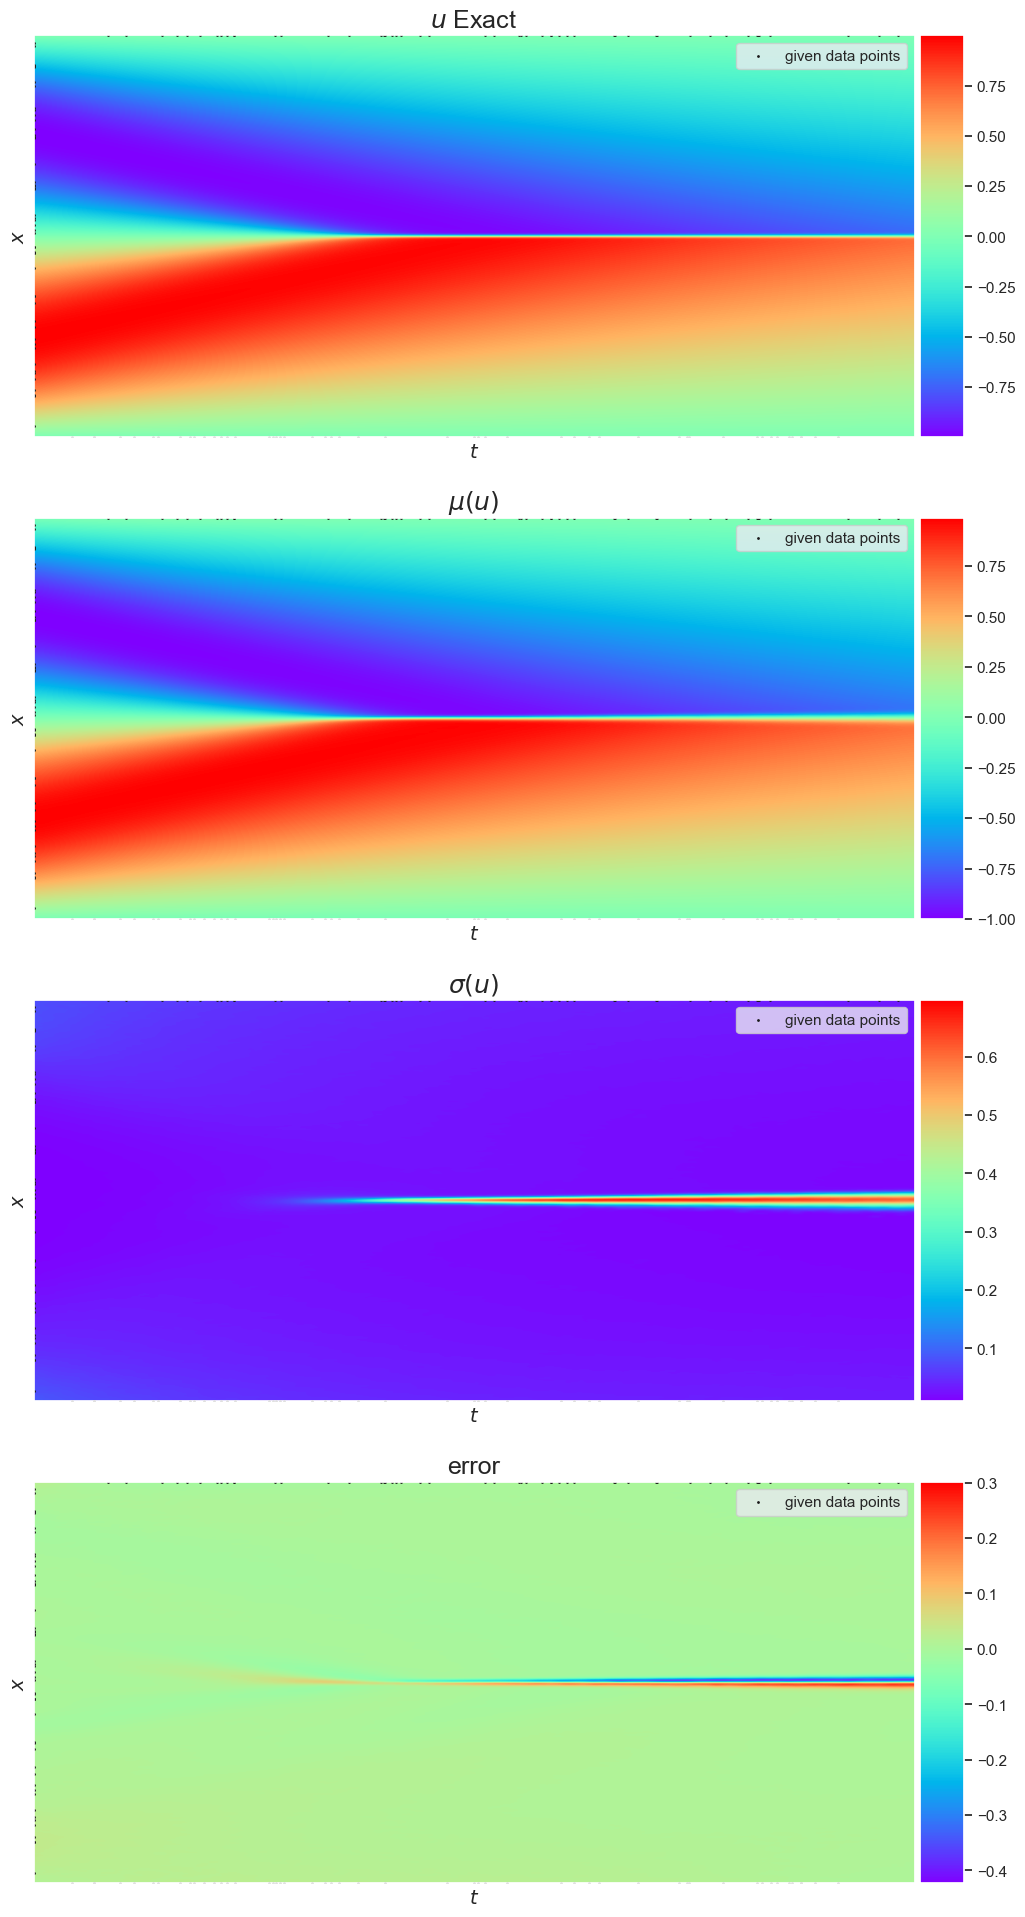 u Exact
given data points
x
t
0.75
0.50
0.25
0.00
−0.25
−0.50
−0.75
μ(u)
given data points
x
t
0.75
0.50
0.25
0.00
−0.25
−0.50
−0.75
−1.00
σ(u)
given data points
x
t
0.6
0.5
0.4
0.3
0.2
0.1
error
given data points
x
t
0.3
0.2
0.1
0.0
−0.1
−0.2
−0.3
−0.4